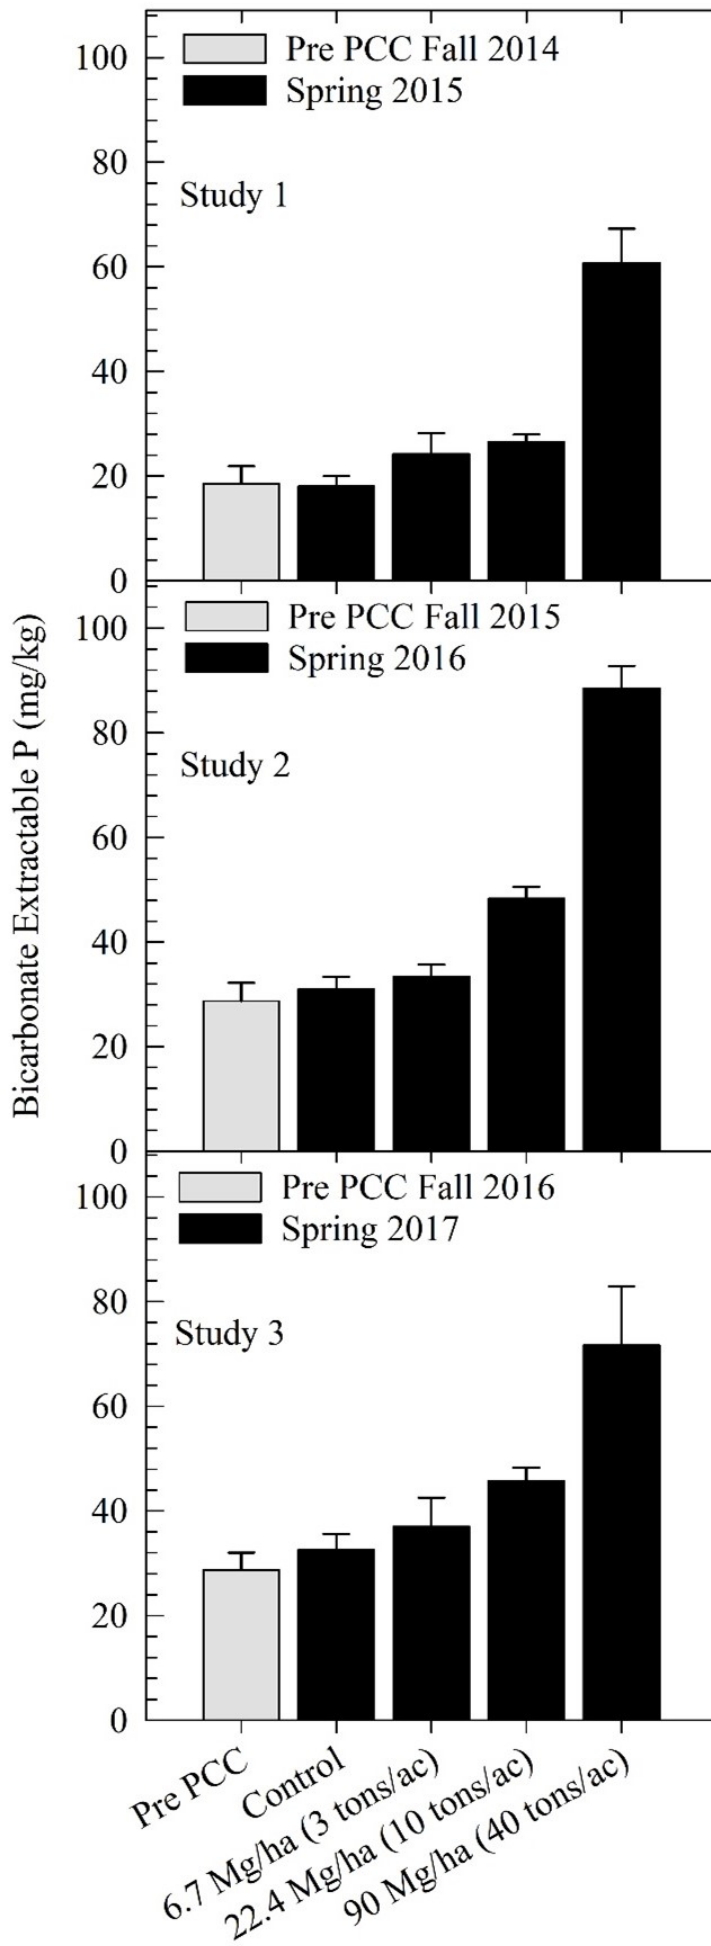 Bicarbonate Extractable P (mg/kg)
100
80
60
40
20
0
Pre PCC Fall 2014
Spring 2015
Study 1
100
80
60
40
20
0
Pre PCC Fall 2015
Spring 2016
Study 2
100
80
60
40
20
0
Pre PCC Fall 2016
Spring 2017
Study 3
Pre PCC
Control
6.7 Mg/ha (3 tons/ac)
22.4 Mg/ha (10 tons/ac)
90 Mg/ha (40 tons/ac)